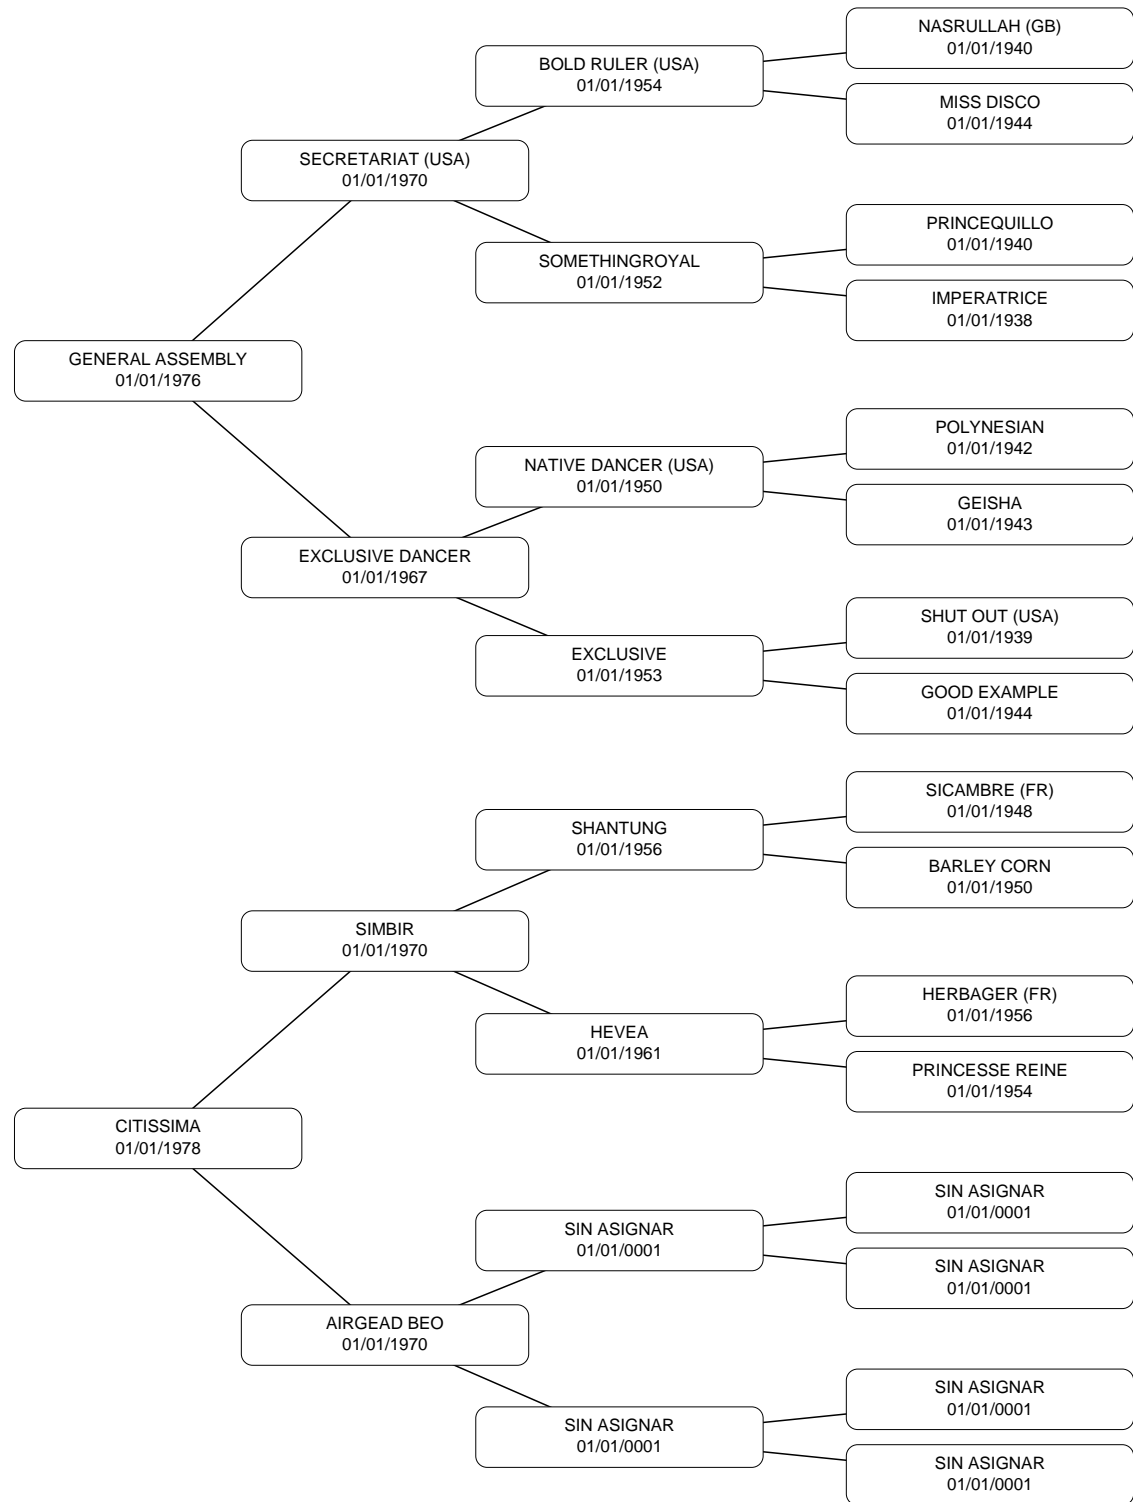 NASRULLAH (GB)
01/01/1940
BOLD RULER (USA)
01/01/1954
MISS DISCO
01/01/1944
SECRETARIAT (USA)
01/01/1970
PRINCEQUILLO
01/01/1940
SOMETHINGROYAL
01/01/1952
IMPERATRICE
01/01/1938
GENERAL ASSEMBLY
01/01/1976
POLYNESIAN
01/01/1942
NATIVE DANCER (USA)
01/01/1950
GEISHA
01/01/1943
EXCLUSIVE DANCER
01/01/1967
SHUT OUT (USA)
01/01/1939
EXCLUSIVE
01/01/1953
GOOD EXAMPLE
01/01/1944
SICAMBRE (FR)
01/01/1948
SHANTUNG
01/01/1956
BARLEY CORN
01/01/1950
SIMBIR
01/01/1970
HERBAGER (FR)
01/01/1956
HEVEA
01/01/1961
PRINCESSE REINE
01/01/1954
CITISSIMA
01/01/1978
SIN ASIGNAR
01/01/0001
SIN ASIGNAR
01/01/0001
SIN ASIGNAR
01/01/0001
AIRGEAD BEO
01/01/1970
SIN ASIGNAR
01/01/0001
SIN ASIGNAR
01/01/0001
SIN ASIGNAR
01/01/0001